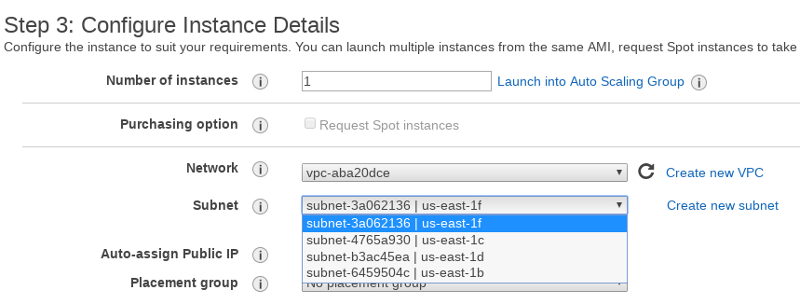 Step 3: Configure Instance Details
Configure the instance to suit your requirements. You can launch multiple instances from the same AMI, request Spot instances to take
Number of instances i 1 Launch into Auto Scaling Group i
Purchasing option i Request Spot instances
Network i vpc-aba20dce Create new VPC
Subnet i subnet-3a062136 | us-east-1f Create new subnet
subnet-3a062136 | us-east-1f
subnet-4765a930 | us-east-1c
Auto-assign Public IP i subnet-b3ac45ea | us-east-1d
subnet-6459504c | us-east-1b
Placement group i No placement group